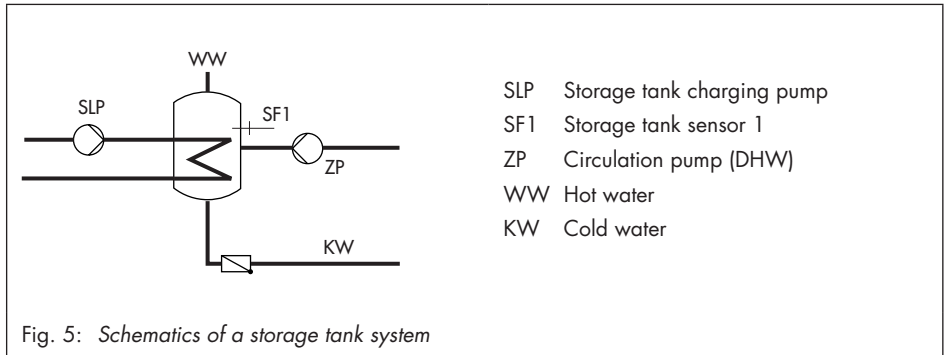 WW
SLP
SF1
ZP
KW
SLP Storage tank charging pump
SF1 Storage tank sensor 1
ZP Circulation pump (DHW)
WW Hot water
KW Cold water
Fig. 5: Schematics of a storage tank system